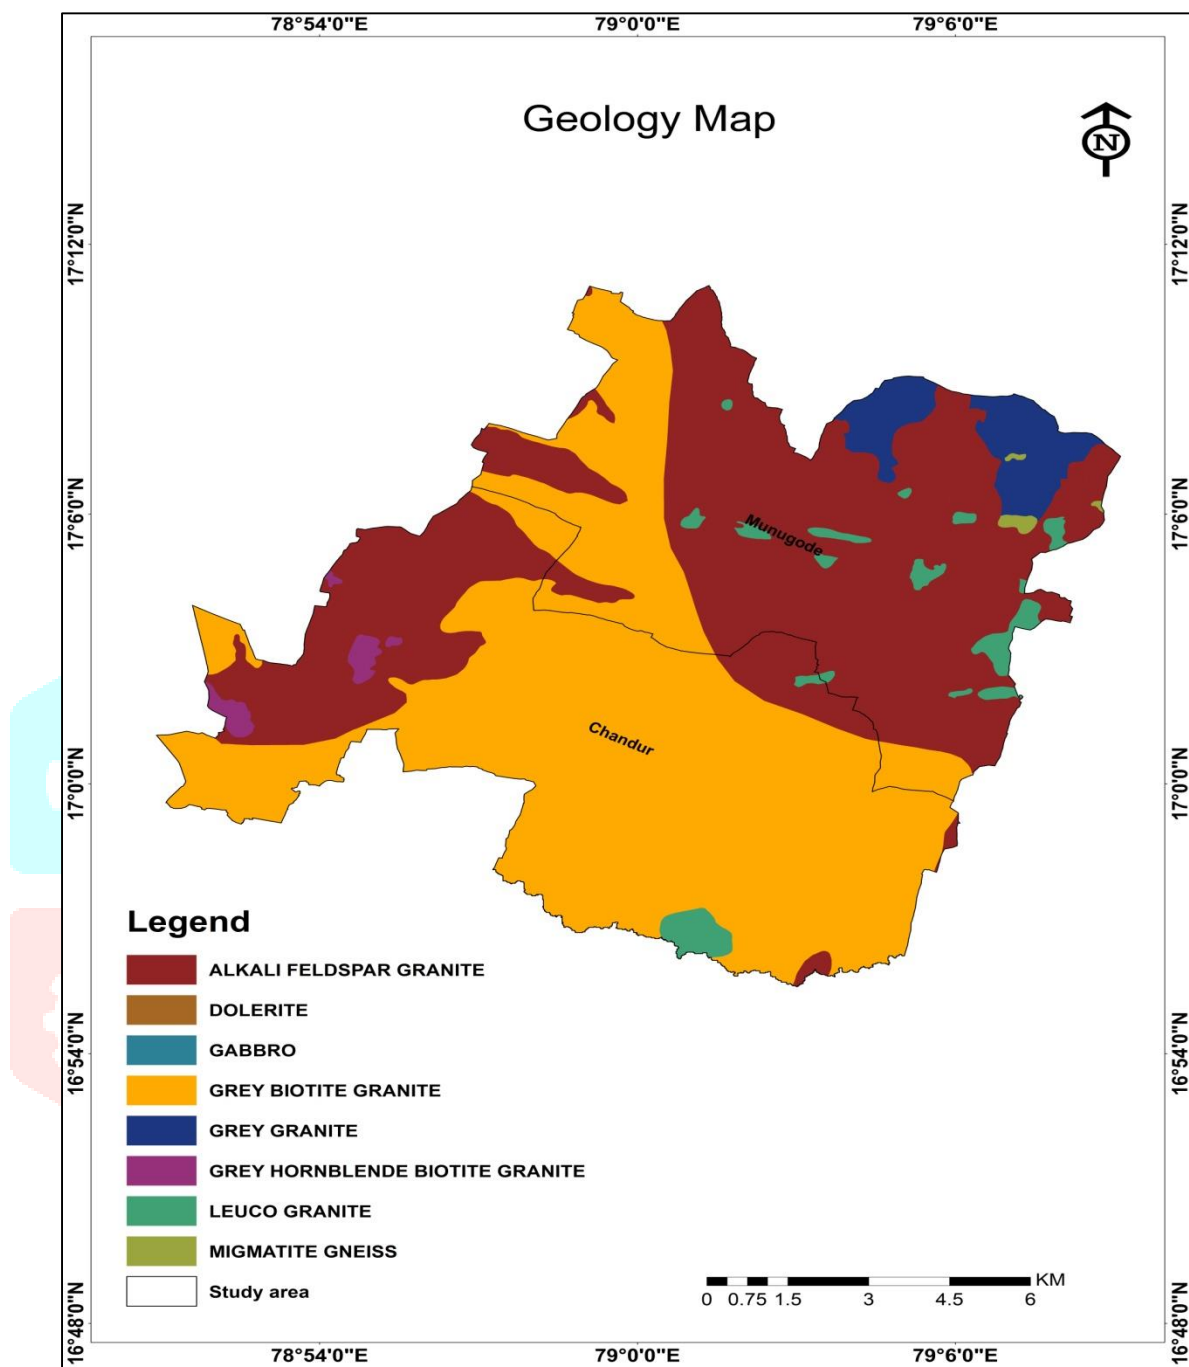 78°54'0"E 79°0'0"E 79°6'0"E
Geology Map
N
17°12'0"N 17°12'0"N
17°6'0"N 17°6'0"N
Munugode
Chandur
17°0'0"N 17°0'0"N
Legend
ALKALI FELDSPAR GRANITE
DOLERITE
GABBRO
16°54'0"N 16°54'0"N
GREY BIOTITE GRANITE
GREY GRANITE
GREY HORNBLENDE BIOTITE GRANITE
LEUCO GRANITE
MIGMATITE GNEISS
Study area
KM
0 0.75 1.5 3 4.5 6
16°48'0"N 16°48'0"N
78°54'0"E 79°0'0"E 79°6'0"E